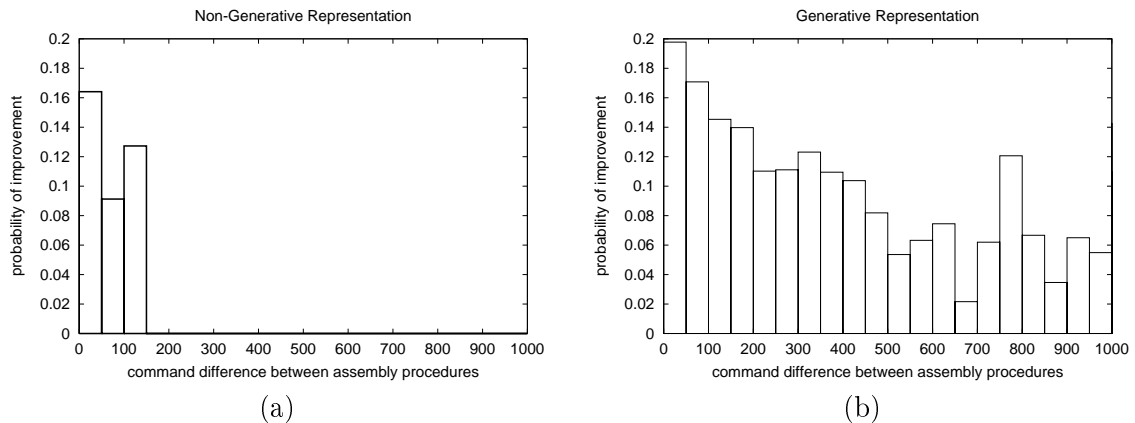 Non-Generative Representation
0.2
0.18
0.16
0.14
0.12
0.1
0.08
0.06
0.04
0.02
0
probability of improvement
0 100 200 300 400 500 600 700 800 900 1000
command difference between assembly procedures
(a)
Generative Representation
0.2
0.18
0.16
0.14
0.12
0.1
0.08
0.06
0.04
0.02
0
probability of improvement
0 100 200 300 400 500 600 700 800 900 1000
command difference between assembly procedures
(b)